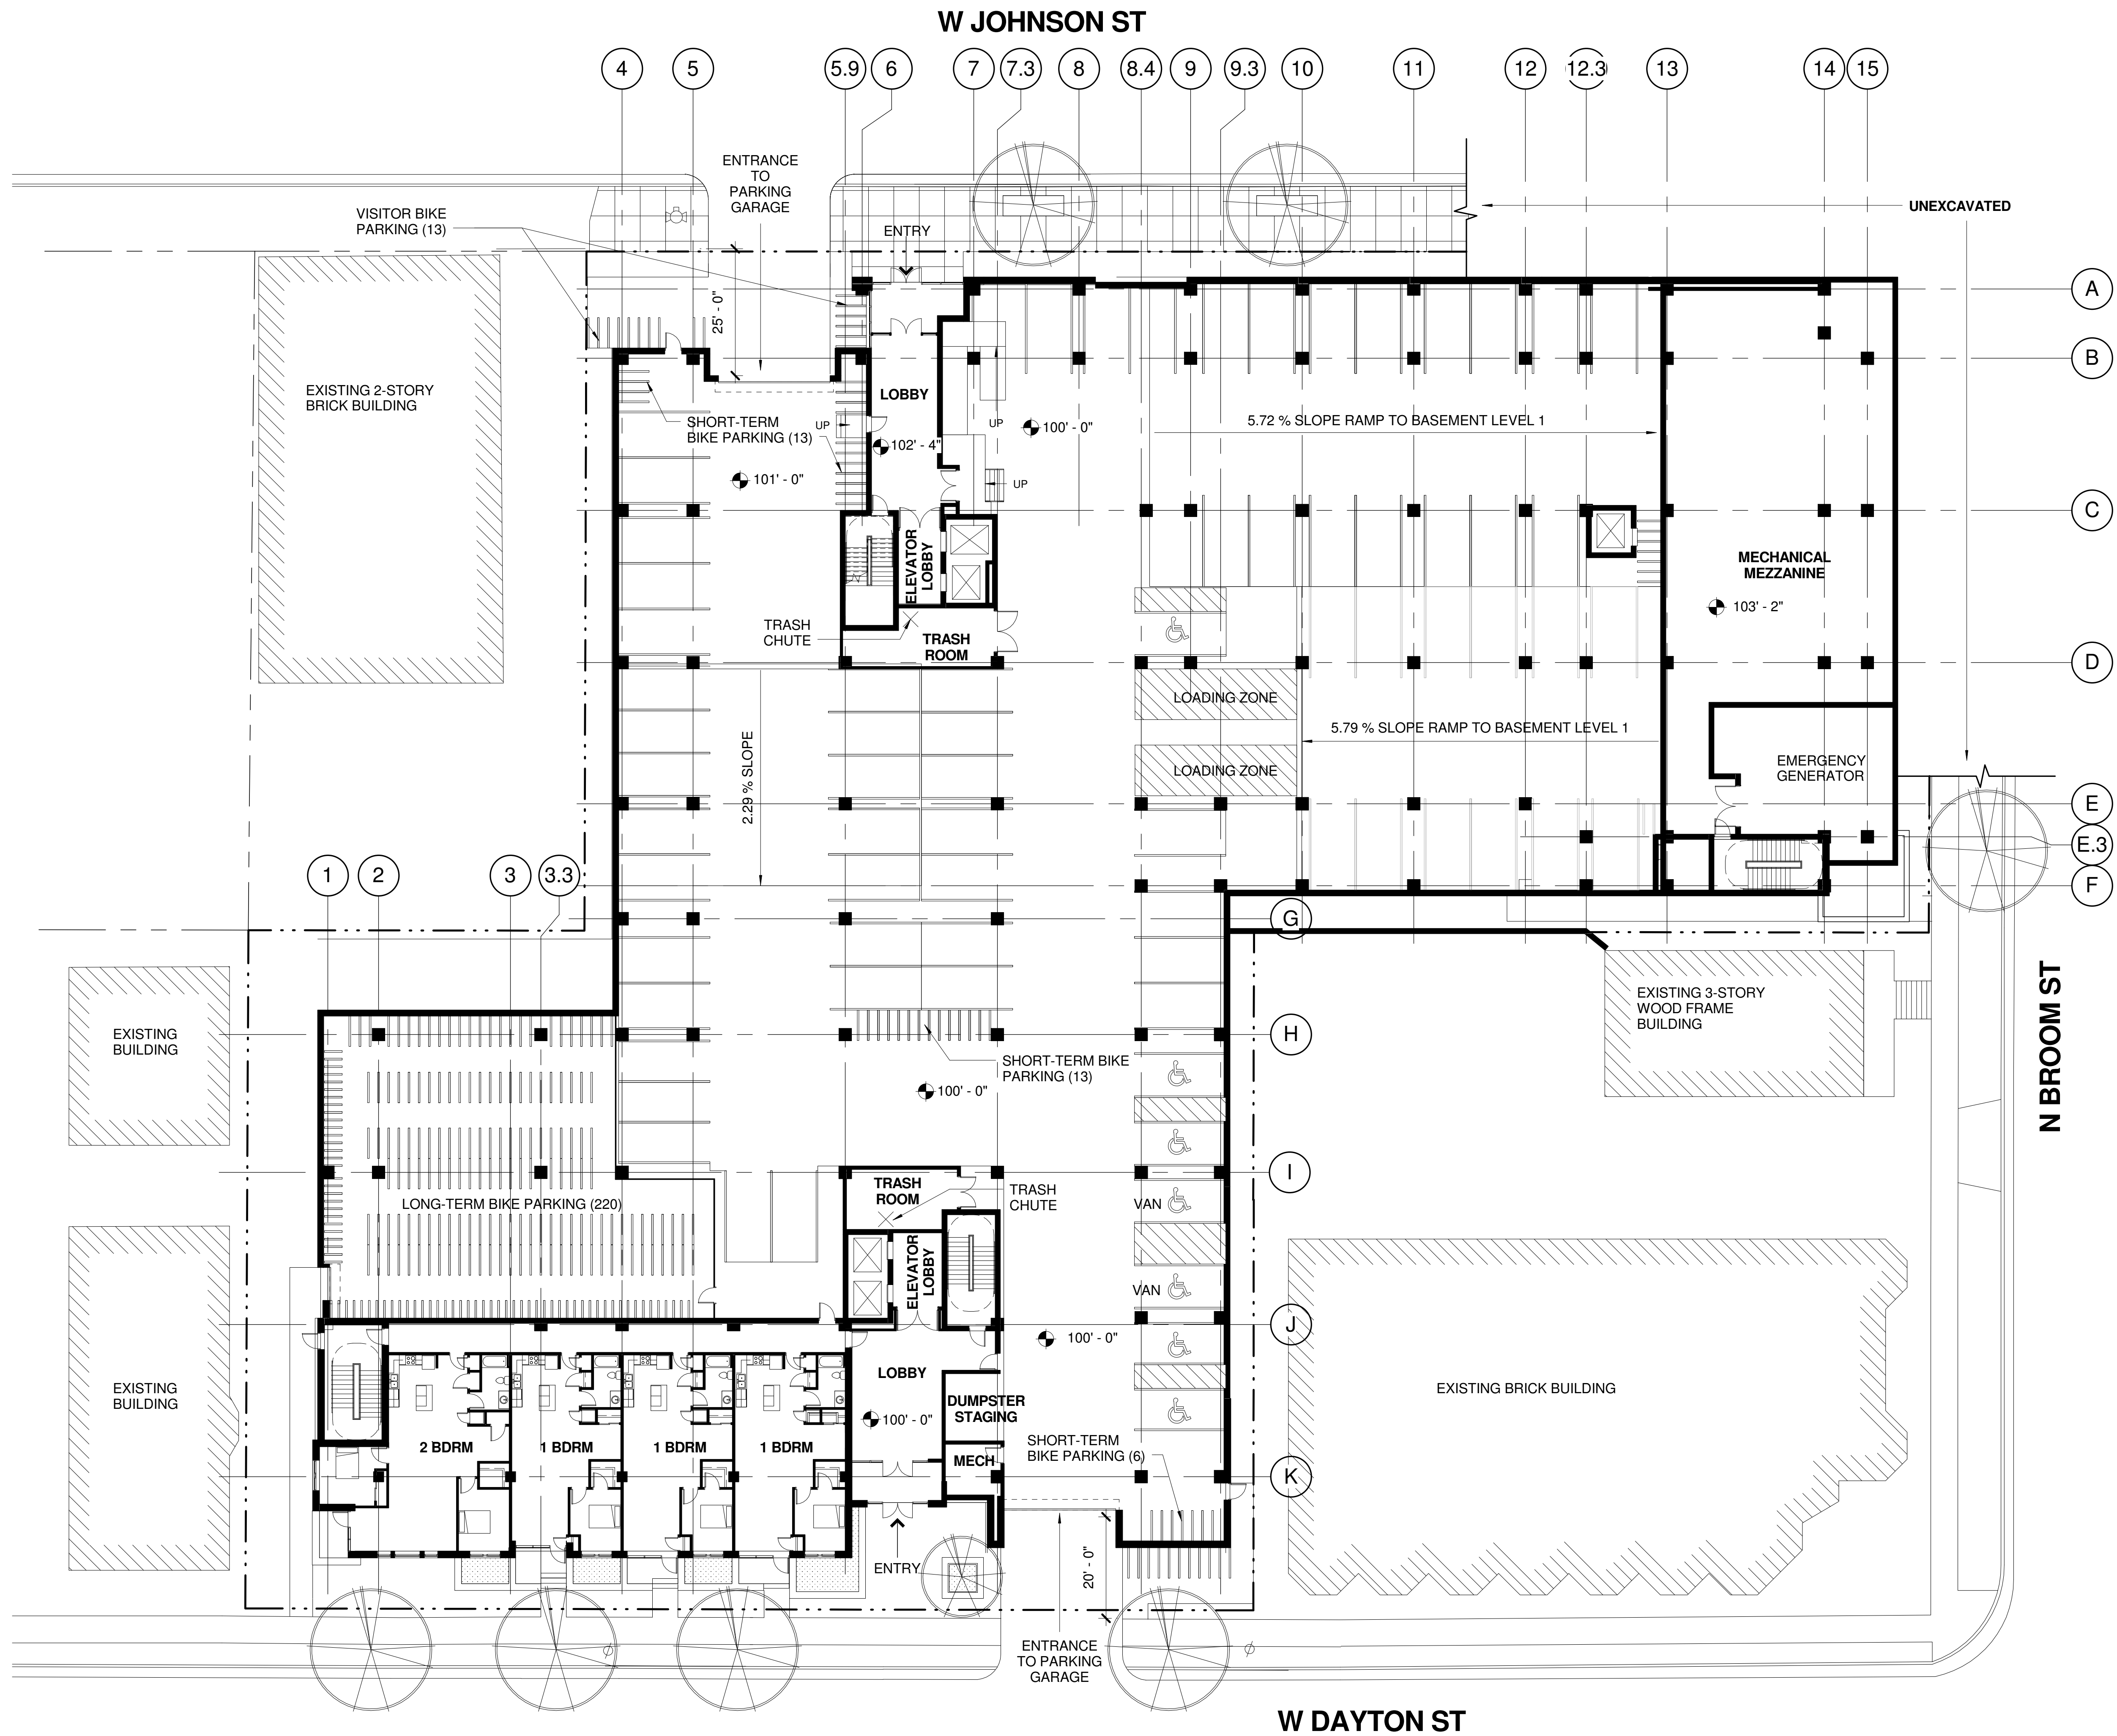 W JOHNSON ST
4
5
5.9
6
7
7.3
8
8.4
9
9.3
10
11
12
12.3
13
14
15
ENTRANCE
TO
PARKING
GARAGE
VISITOR BIKE
PARKING (13)
UNEXCAVATED
ENTRY
25' - 0"
A
B
EXISTING 2-STORY
BRICK BUILDING
LOBBY
SHORT-TERM
BIKE PARKING (13)
UP
UP
100' - 0"
5.72 % SLOPE RAMP TO BASEMENT LEVEL 1
102' - 4"
101' - 0"
UP
C
ELEVATOR
LOBBY
MECHANICAL
MEZZANINE
103' - 2"
TRASH
CHUTE
TRASH
ROOM
D
LOADING ZONE
2.29 % SLOPE
5.79 % SLOPE RAMP TO BASEMENT LEVEL 1
LOADING ZONE
EMERGENCY
GENERATOR
E
E.3
F
1
2
3
3.3
G
EXISTING 3-STORY
WOOD FRAME
BUILDING
N BROOM ST
EXISTING
BUILDING
H
SHORT-TERM BIKE
PARKING (13)
100' - 0"
I
TRASH
ROOM
TRASH
CHUTE
VAN
LONG-TERM BIKE PARKING (220)
ELEVATOR
LOBBY
VAN
J
100' - 0"
LOBBY
EXISTING
BUILDING
EXISTING BRICK BUILDING
DUMPSTER
STAGING
100' - 0"
2 BDRM
1 BDRM
1 BDRM
1 BDRM
SHORT-TERM
BIKE PARKING (6)
MECH
K
ENTRY
20' - 0"
ENTRANCE
TO PARKING
GARAGE
W DAYTON ST